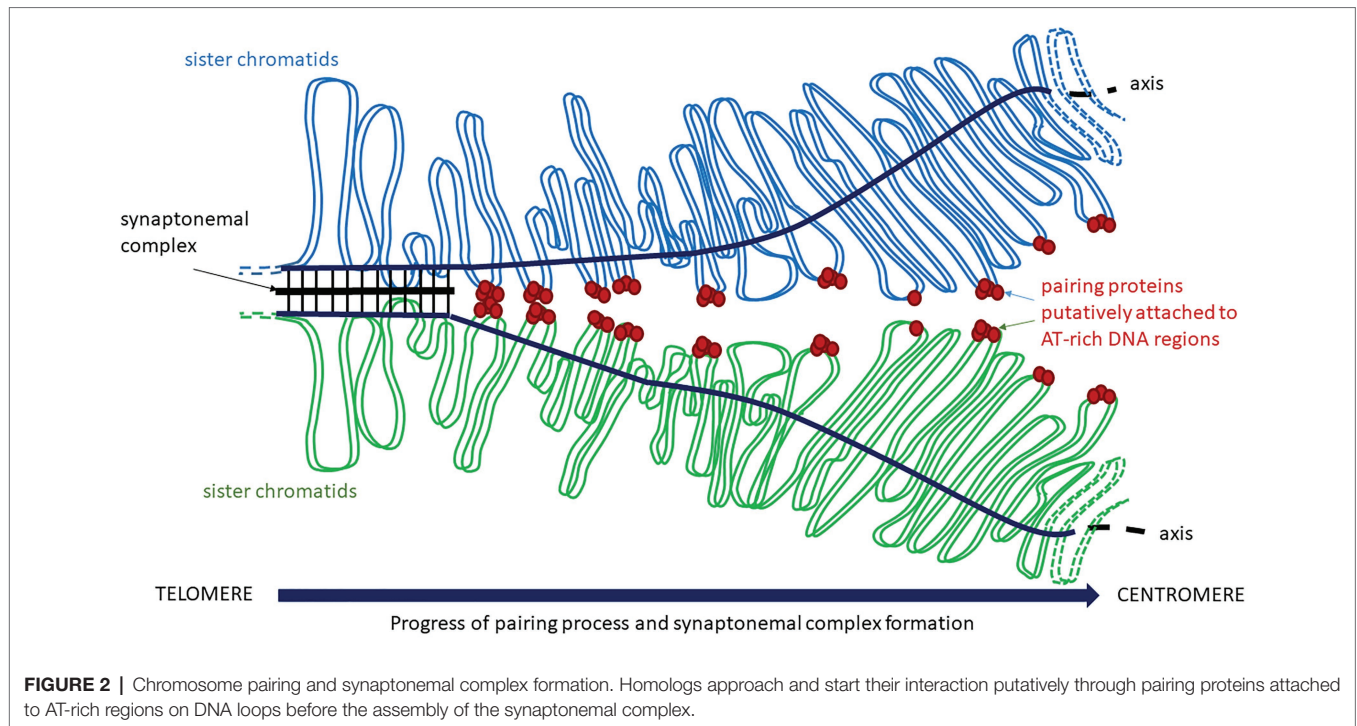 sister chromatids
axis
synaptonemal
complex
pairing proteins
putatively attached to
AT-rich DNA regions
sister chromatids
axis
TELOMERE
CENTROMERE
Progress of pairing process and synaptonemal complex formation
FIGURE 2 | Chromosome pairing and synaptonemal complex formation. Homologs approach and start their interaction putatively through pairing proteins attached
to AT-rich regions on DNA loops before the assembly of the synaptonemal complex.